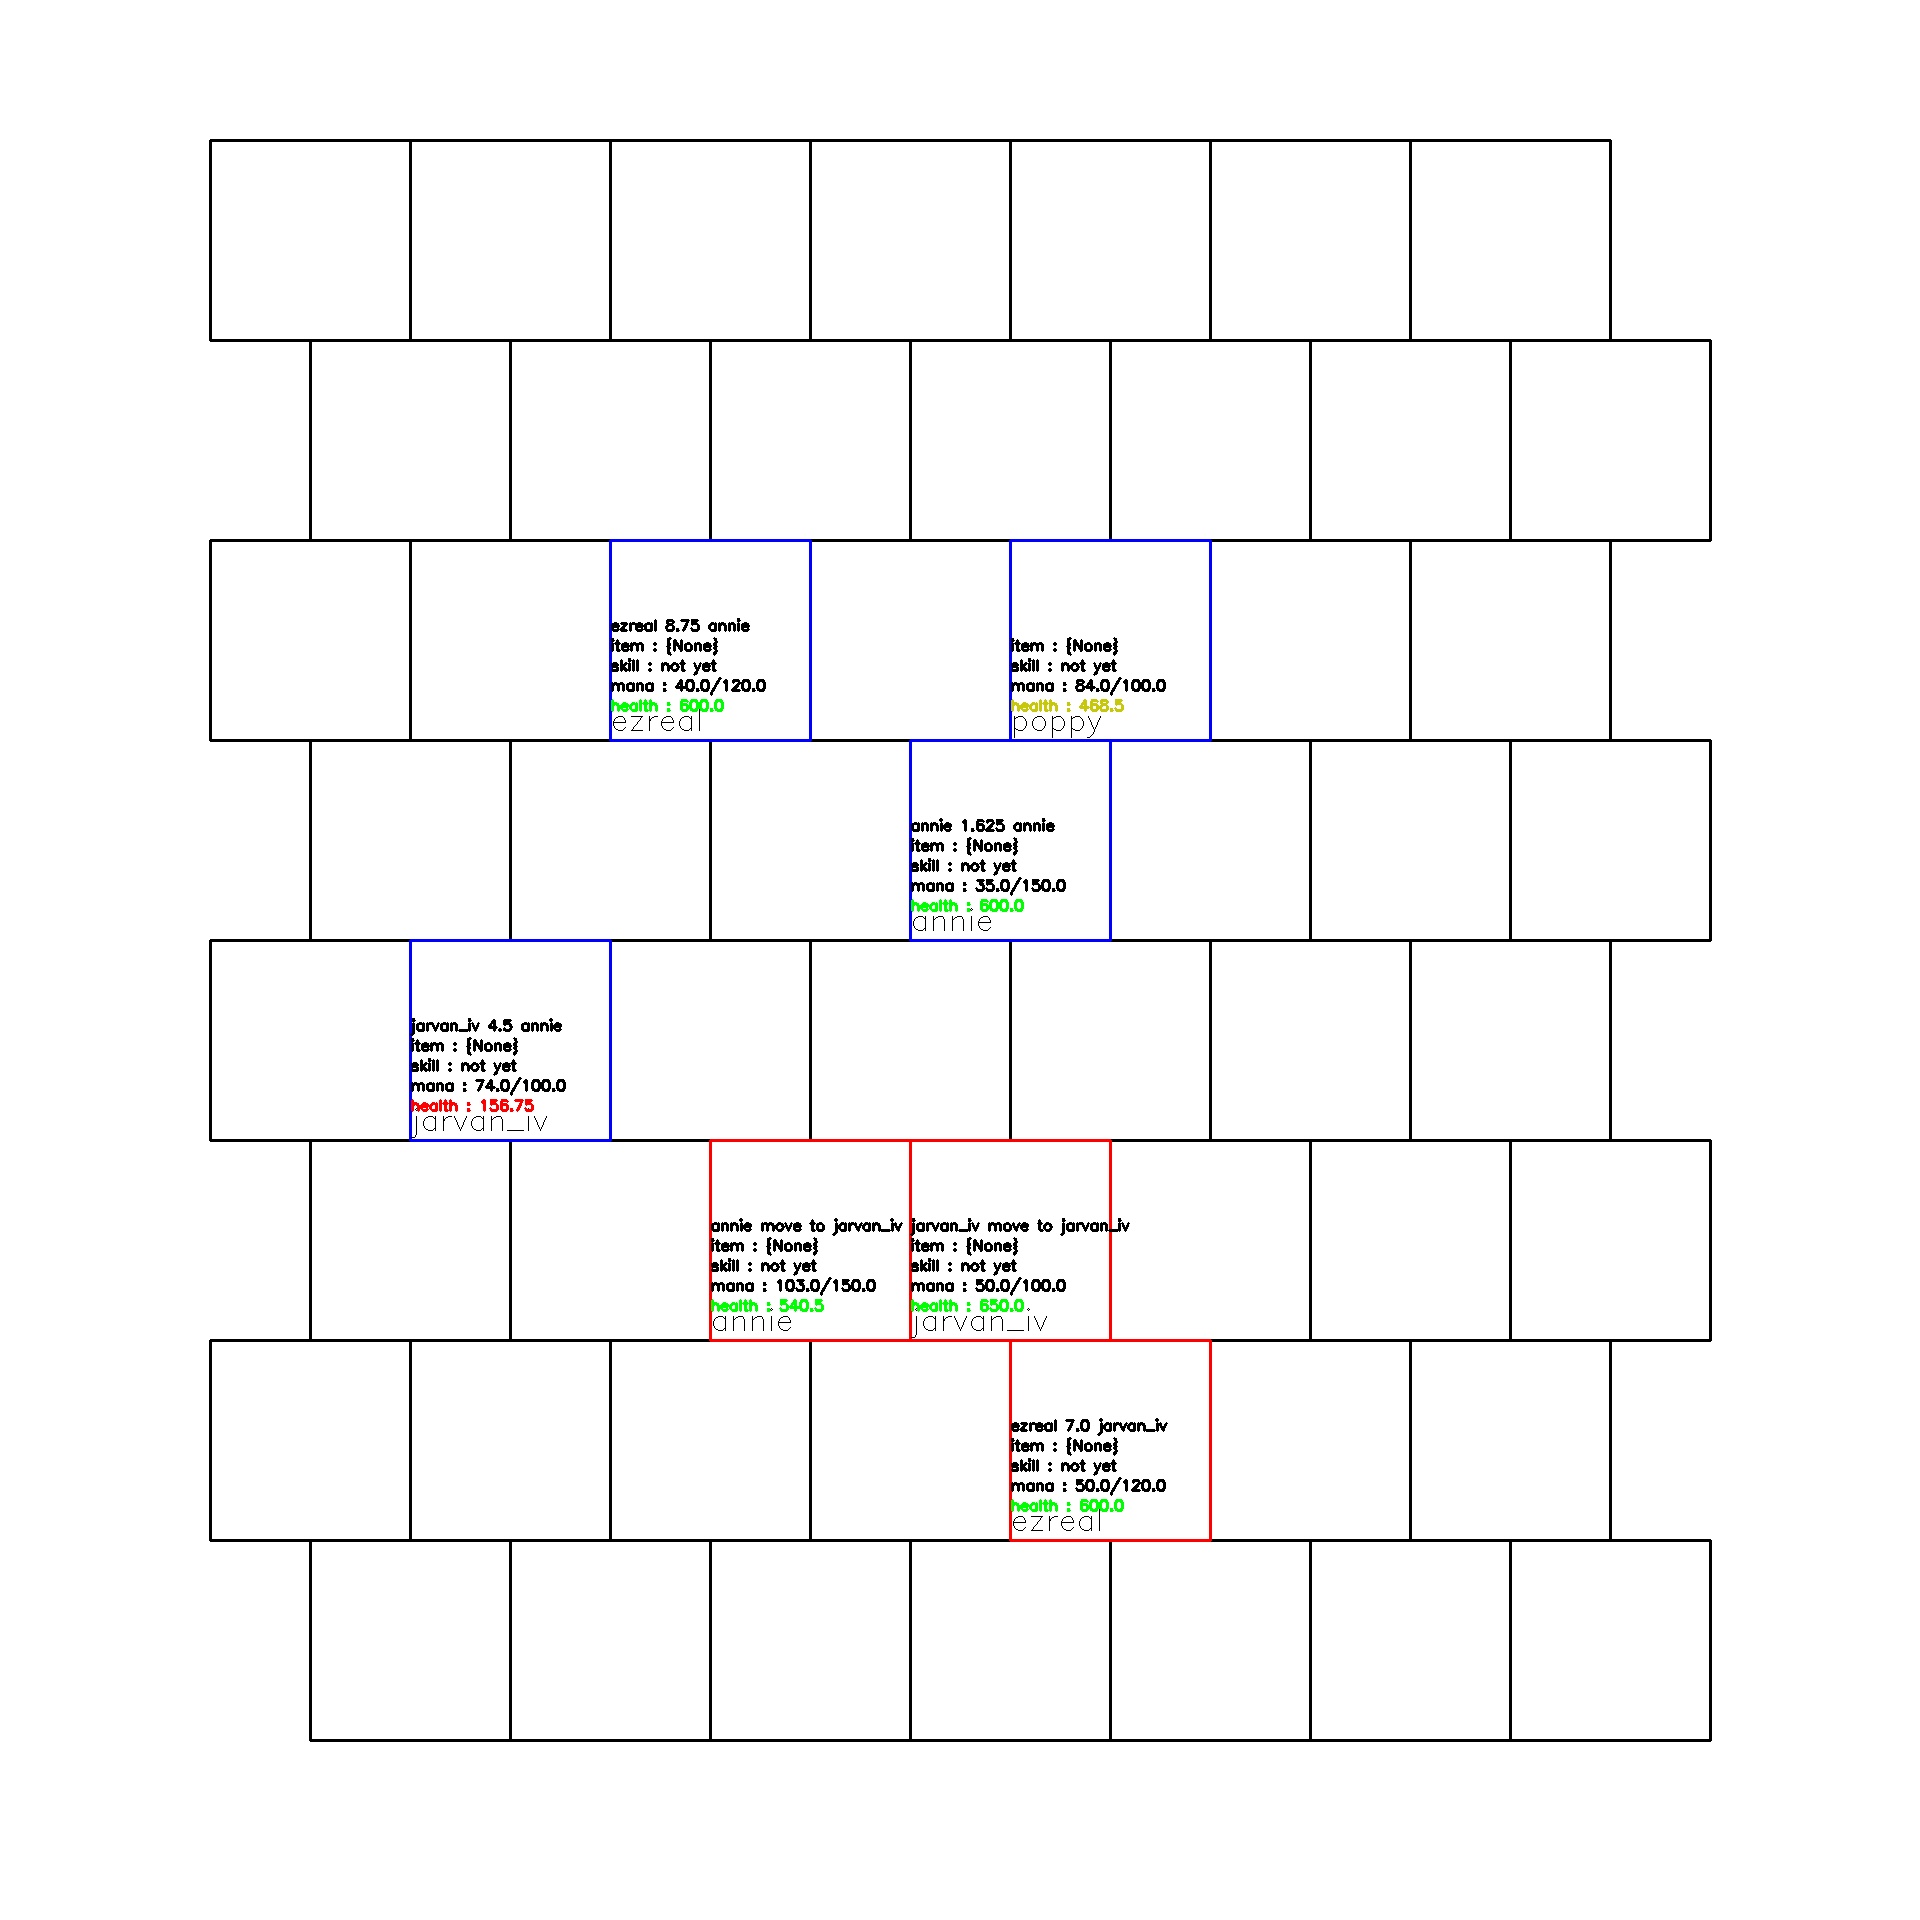 ezreal 8.75 annie
item : {None}
skill : not yet
mana : 40.0/120.0
health : 600.0
ezreal
item : {None}
skill : not yet
mana : 84.0/100.0
health : 468.5
poppy
annie 1.625 annie
item : {None}
skill : not yet
mana : 35.0/150.0
health : 600.0
annie
jarvan_iv 4.5 annie
item : {None}
skill : not yet
mana : 74.0/100.0
health : 156.75
jarvan_iv
annie move to jarvan_iv
item : {None}
skill : not yet
mana : 103.0/150.0
health : 540.5
annie
jarvan_iv move to jarvan_iv
item : {None}
skill : not yet
mana : 50.0/100.0
health : 650.0
jarvan_iv
ezreal 7.0 jarvan_iv
item : {None}
skill : not yet
mana : 50.0/120.0
health : 600.0
ezreal